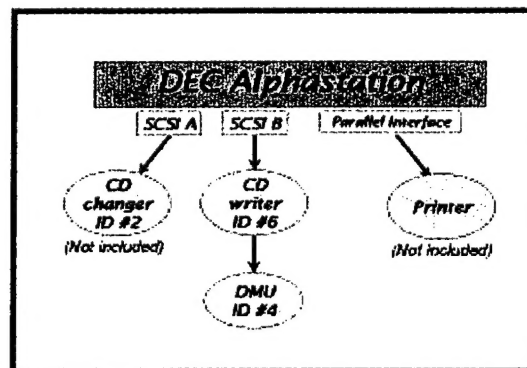 DEC Alphastation
SCSI A SCSI B Parallel Interface
CD
changer
ID #2
(Not included)
CD
writer
ID #6
Printer
(Not included)
DMU
ID #4